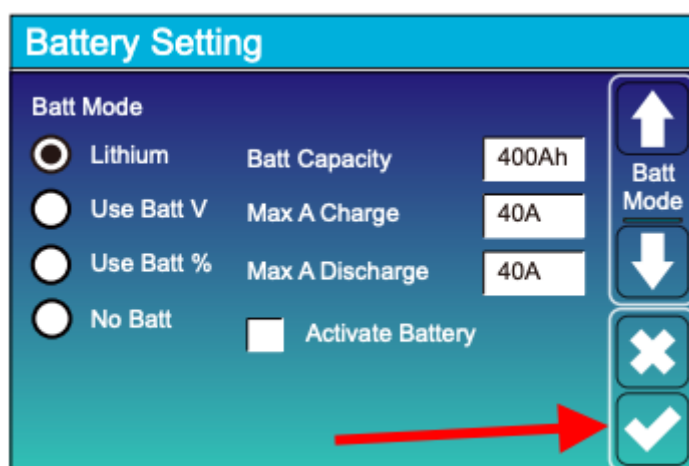 Battery Setting
Batt Mode
Lithium
Use Batt V
Use Batt %
No Batt
Batt Capacity 400Ah
Max A Charge 40A
Max A Discharge 40A
Activate Battery
Batt
Mode